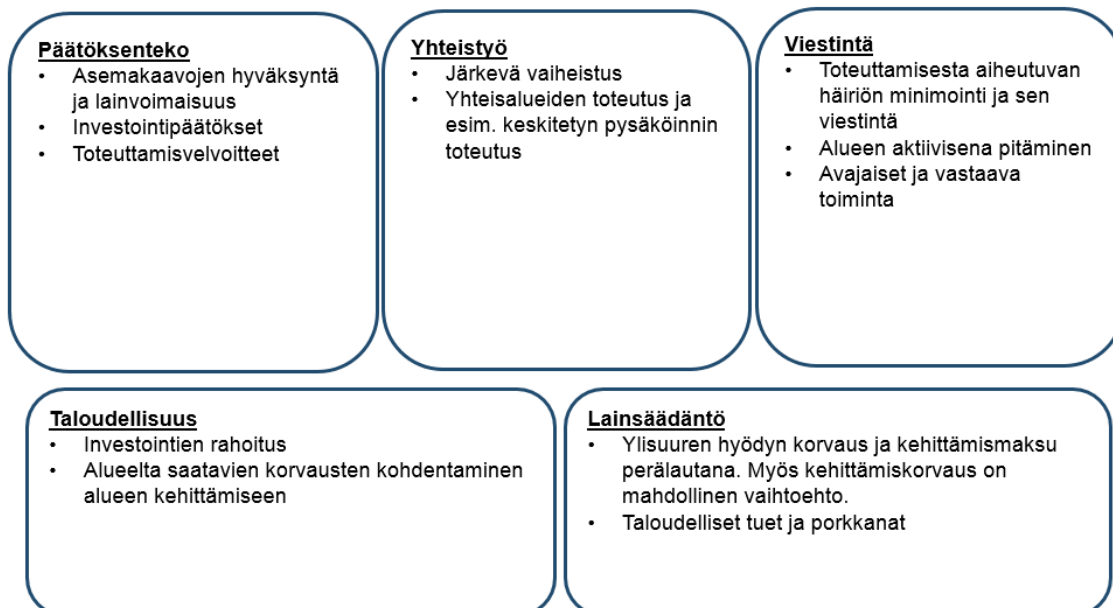 Päätöksenteko
• Asemakaavojen hyväksyntä
ja lainvoimaisuus
• Investointipäätökset
• Toteuttamisvelvoitteet
Yhteistyö
• Järkevä vaiheistus
• Yhteisalueiden toteutus ja
esim. keskitetyn pysäköinnin
toteutus
Viestintä
• Toteuttamisesta aiheutuvan
häiriön minimointi ja sen
viestintä
• Alueen aktiivisena pitäminen
• Avajaiset ja vastaava
toiminta
Taloudellisuus
• Investointien rahoitus
• Alueelta saatavien korvausten kohdentaminen
alueen kehittämiseen
Lainsäädäntö
• Ylisuuren hyödyn korvaus ja kehittämismaksu
perälautana. Myös kehittämiskorvaus on
mahdollinen vaihtoehto.
• Taloudelliset tuet ja porkkanat